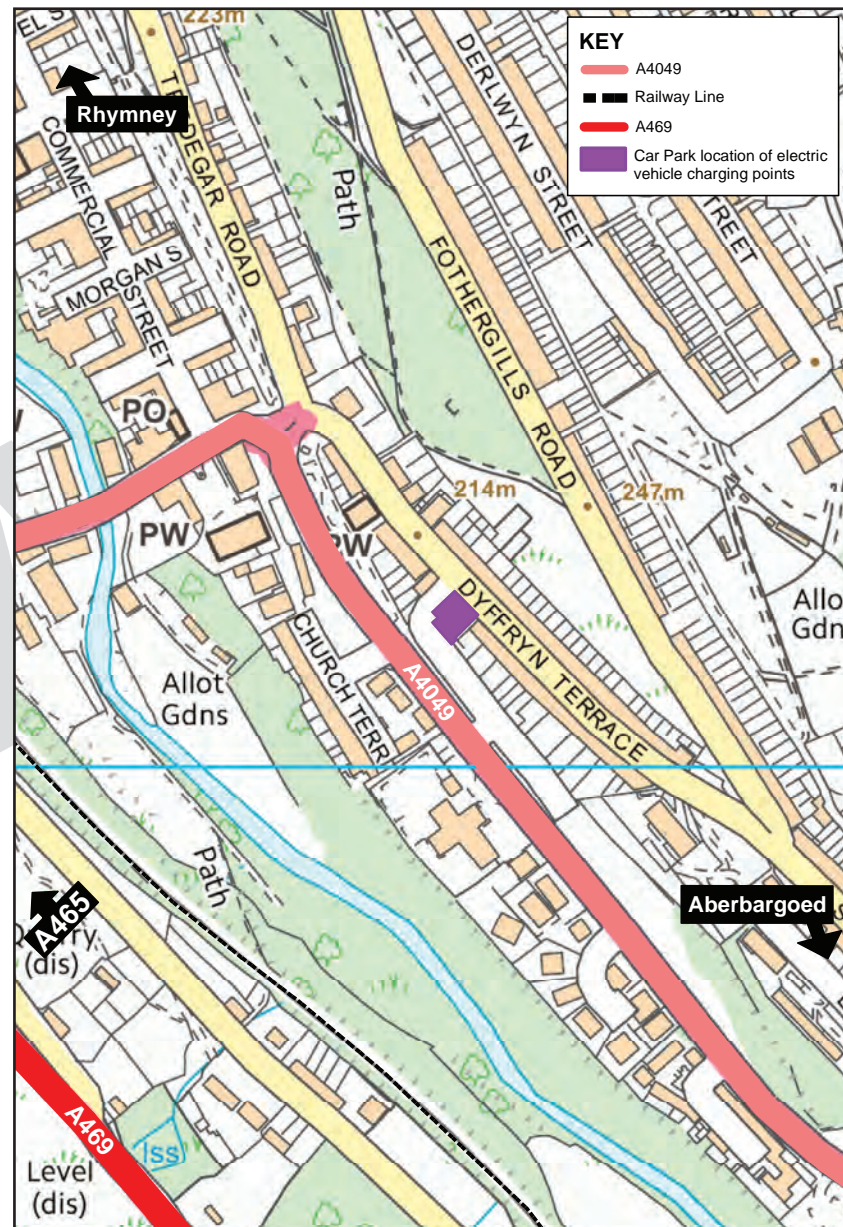 223m
KEY
A4049
Railway Line
A469
Car Park location of electric
vehicle charging points
Rhymney
COMMERCIAL
STREET
MORGAN S
TREDEGAR ROAD
Path
FOTHERGILLS
ROAD
DERLWYN STREET
STREET
PO
PW
PW
214m
247m
DYFFRYN TERRACE
Allo
Gdn
CHURCH TERR
A4049
Allot
Gdns
Path
A465
(dis)
Aberbargoed
A469
Iss
Level
(dis)